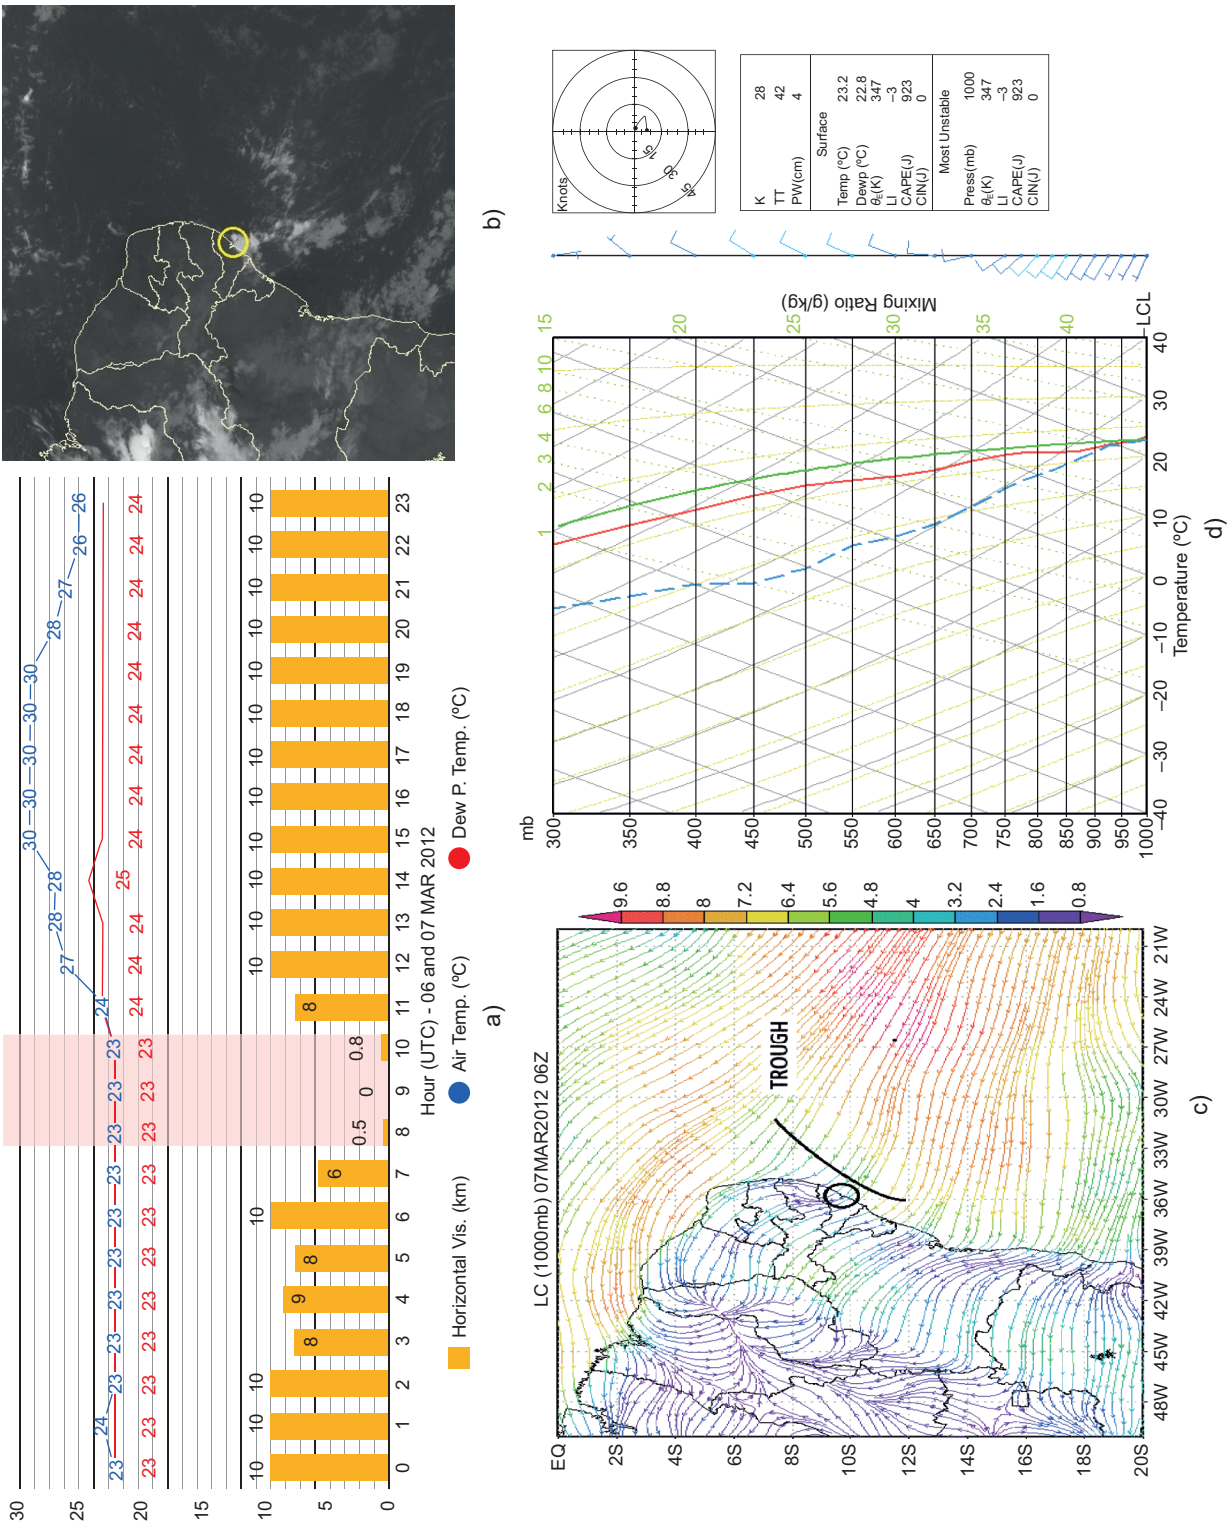 30
25
20
15
10
5
0
23 24 23 23 23 23 23 23 23 23 23 24 27 28 28 30 30 30 30 30 28 27 26 26
23 23 23 23 23 23 23 23 23 23 23 24 24 24 25 24 24 24 24 24 24 24 24 24
10 10 10 8 9 8 10 6 0.5 0 0.8 8 10 10 10 10 10 10 10 10 10 10 10 10
0 1 2 3 4 5 6 7 8 9 10 11 12 13 14 15 16 17 18 19 20 21 22 23
Hour (UTC) - 06 and 07 MAR 2012
Horizontal Vis. (km)
Air Temp. (ºC)
Dew P. Temp. (ºC)
a)
b)
LC (1000mb) 07MAR2012 06Z
TROUGH
EQ
2S
4S
6S
8S
10S
12S
14S
16S
18S
20S
48W 45W 42W 39W 36W 33W 30W 27W 24W 21W
9.6
8.8
8
7.2
6.4
5.6
4.8
4
3.2
2.4
1.6
0.8
c)
mb
300
350
400
450
500
550
600
650
700
750
800
850
900
950
1000
−40 −30 −20 −10 0 10 20 30 40
Temperature (ºC)
1 2 3 4 6 8 10 15
20
25
30
35
40
Mixing Ratio (g/kg)
LCL
d)
Knots
15
30
45
K 28
TT 42
PW(cm) 4
Surface
Temp (ºC) 23.2
Dewp (ºC) 22.8
θE(K) 347
LI −3
CAPE(J) 923
CIN(J) 0
Most Unstable
Press(mb) 1000
θE(K) 347
LI −3
CAPE(J) 923
CIN(J) 0